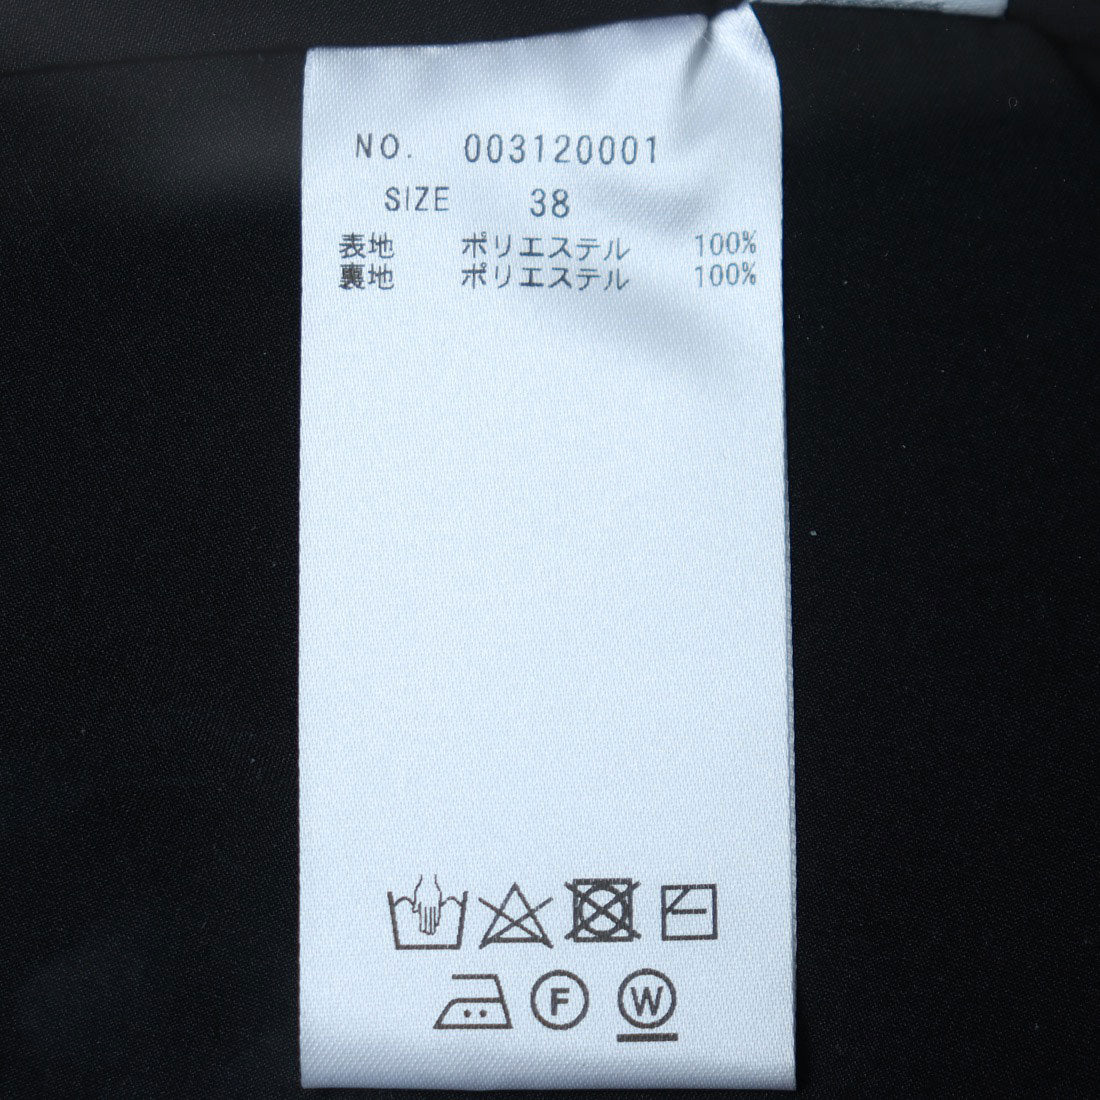 NO. 003120001
SIZE 38
表地 ポリエステル 100%
裏地 ポリエステル 100%
F W